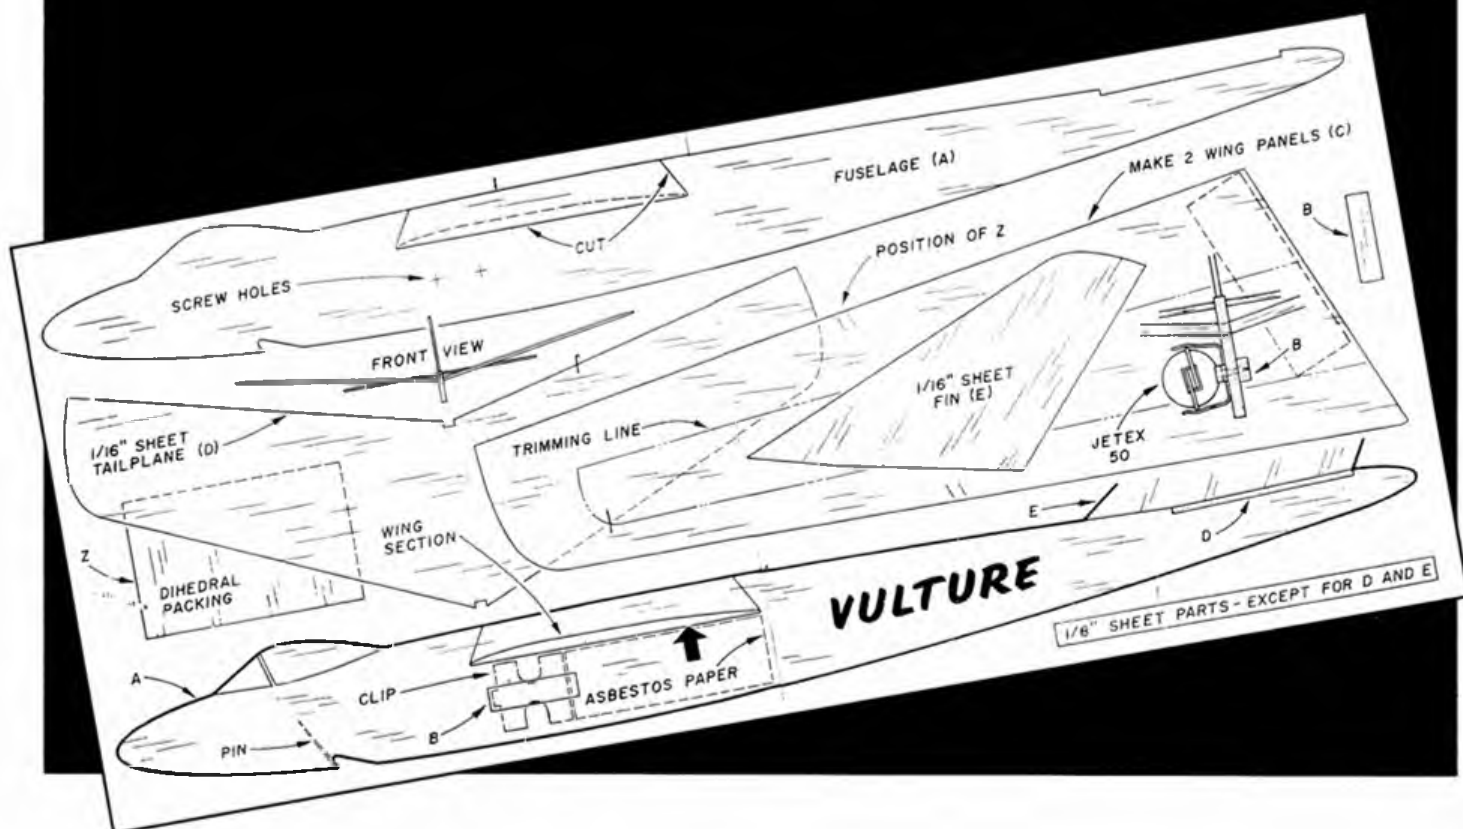 FUSELAGE (A)
MAKE 2 WING PANELS (C)
B
CUT
POSITION OF Z
SCREW HOLES
FRONT VIEW
B
1/16" SHEET
FIN (E)
1/16" SHEET
TAILPLANE (D)
TRIMMING LINE
JETEX
50
WING
SECTION
E
D
Z
DIHEDRAL
PACKING
VULTURE
1/8" SHEET PARTS - EXCEPT FOR D AND E
A
CLIP
ASBESTOS PAPER
B
PIN